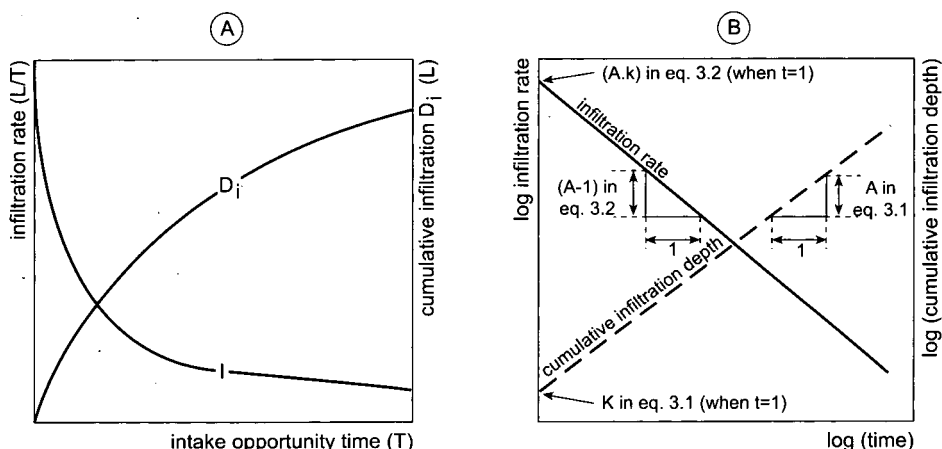 A
infiltration rate (L/T)
D_i
I
cumulative infiltration D_i (L)
intake opportunity time (T)
B
log infiltration rate
(A.k) in eq. 3.2 (when t=1)
infiltration rate
(A-1) in
eq. 3.2
1
A in
eq. 3.1
1
cumulative infiltration depth
K in eq. 3.1 (when t=1)
log (cumulative infiltration depth)
log (time)